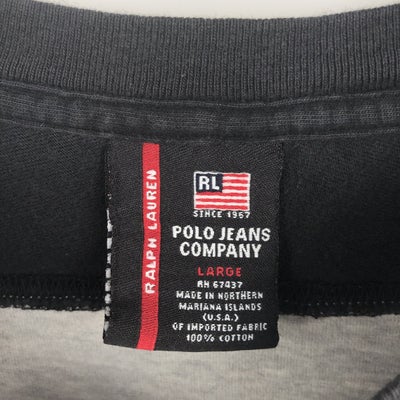 RALPH LAUREN
RL
SINCE 1967
POLO JEANS
COMPANY
LARGE
RN 67437
MADE IN NORTHERN
MARIANA ISLANDS
(U.S.A.)
OF IMPORTED FABRIC
100% COTTON